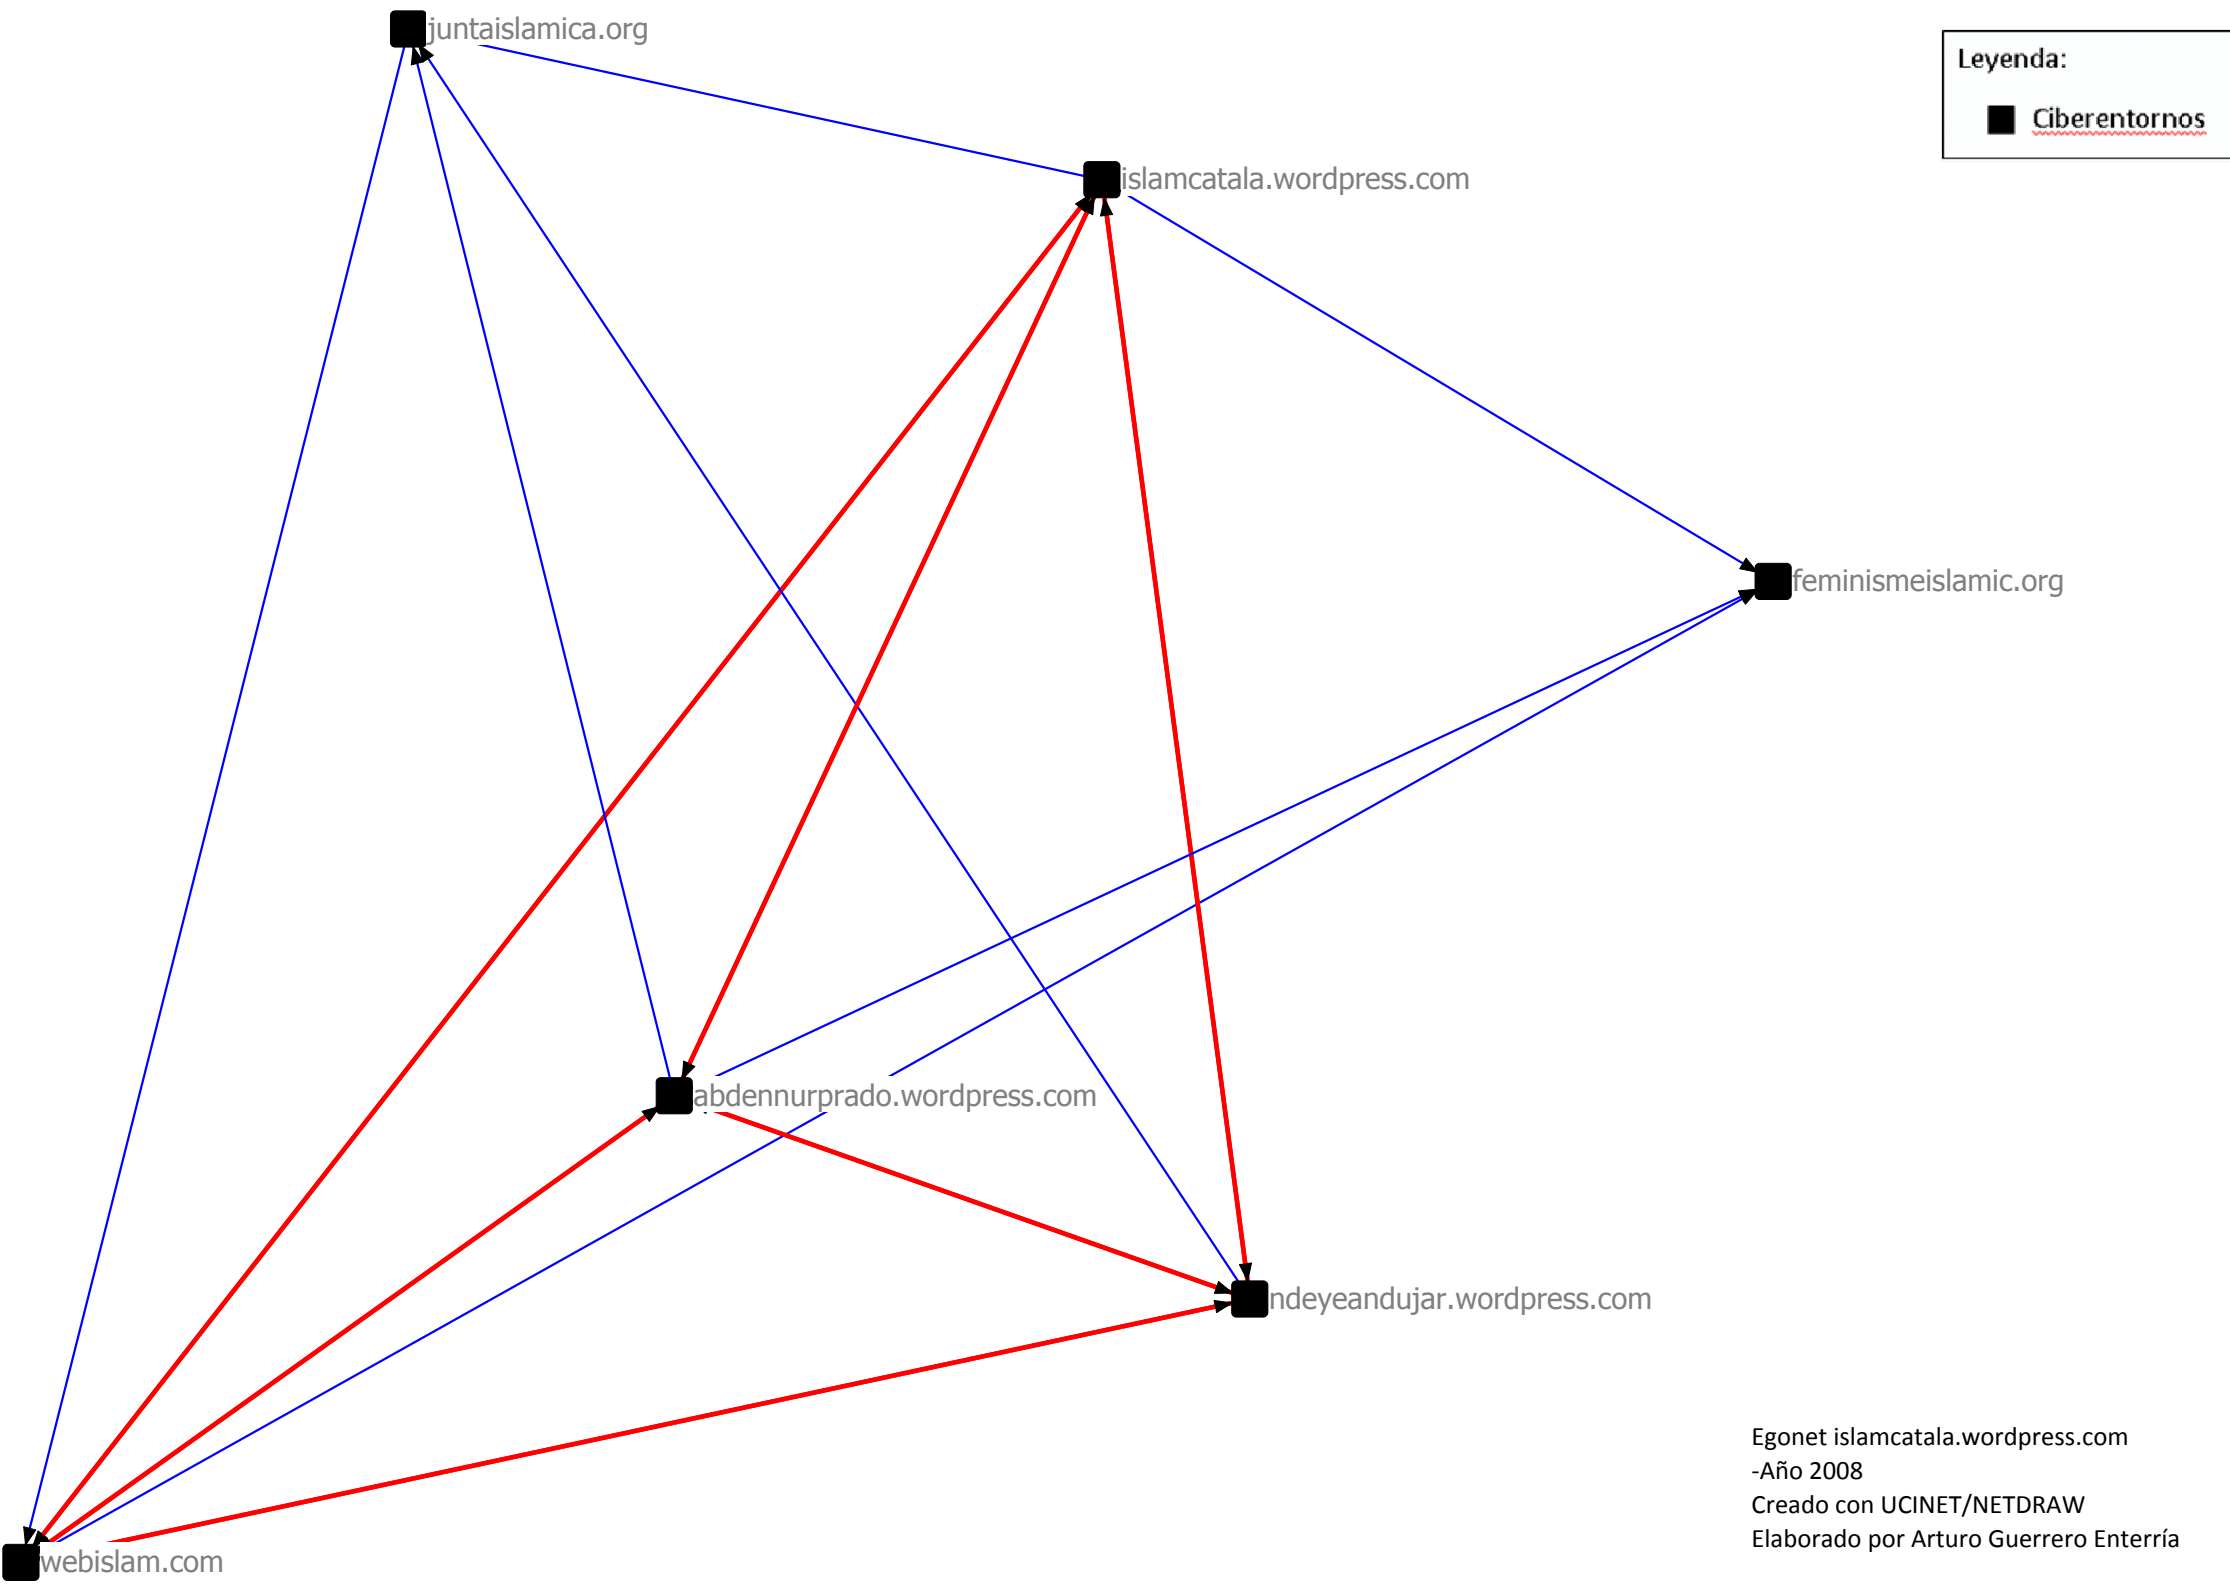 juntaislamica.org
Leyenda:
Ciberentornos
islamcatala.wordpress.com
feminismeislamic.org
abdennurprado.wordpress.com
ndeyeandujar.wordpress.com
webislam.com
Egonet islamcatala.wordpress.com
-Año 2008
Creado con UCINET/NETDRAW
Elaborado por Arturo Guerrero Enterría